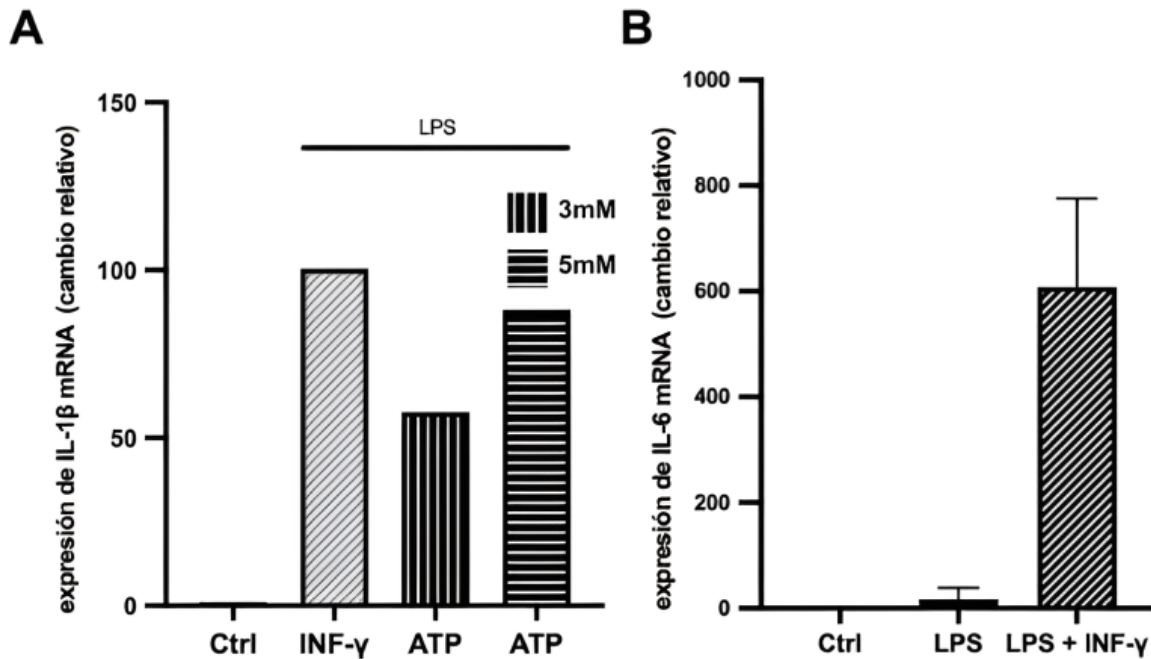 A
expresión de IL-1β mRNA (cambio relativo)
150
100
50
0
LPS
3mM
5mM
Ctrl
INF-γ
ATP
ATP
B
expresión de IL-6 mRNA (cambio relativo)
1000
800
600
400
200
0
Ctrl
LPS
LPS + INF-γ